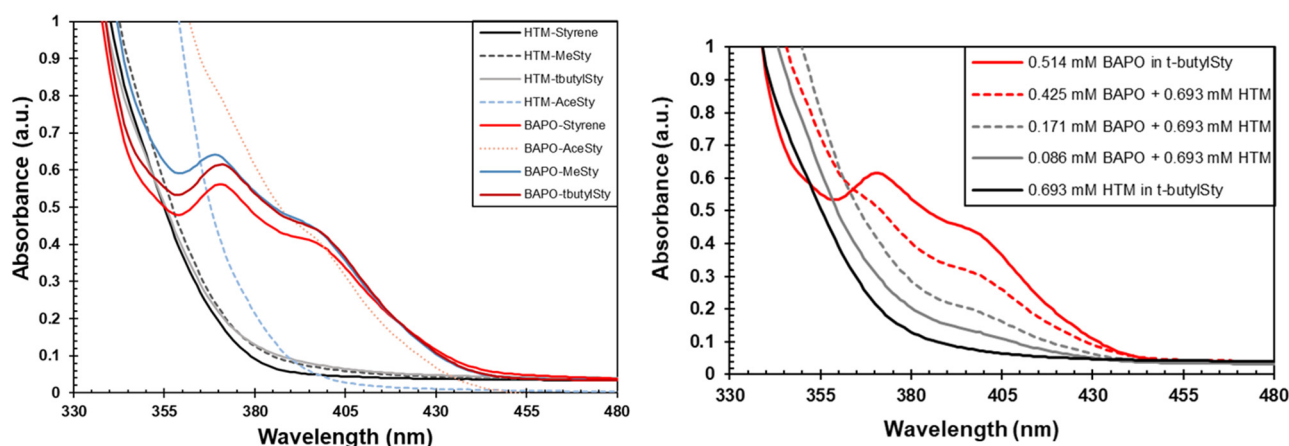 1
0.9
0.8
0.7
0.6
0.5
0.4
0.3
0.2
0.1
0
Absorbance (a.u.)
330 355 380 405 430 455 480
Wavelength (nm)
HTM-Styrene
HTM-MeSty
HTM-tbutylSty
HTM-AceSty
BAPO-Styrene
BAPO-AceSty
BAPO-MeSty
BAPO-tbutylSty
1
0.9
0.8
0.7
0.6
0.5
0.4
0.3
0.2
0.1
0
Absorbance (a.u.)
330 355 380 405 430 455 480
Wavelength (nm)
0.514 mM BAPO in t-butylSty
0.425 mM BAPO + 0.693 mM HTM
0.171 mM BAPO + 0.693 mM HTM
0.086 mM BAPO + 0.693 mM HTM
0.693 mM HTM in t-butylSty